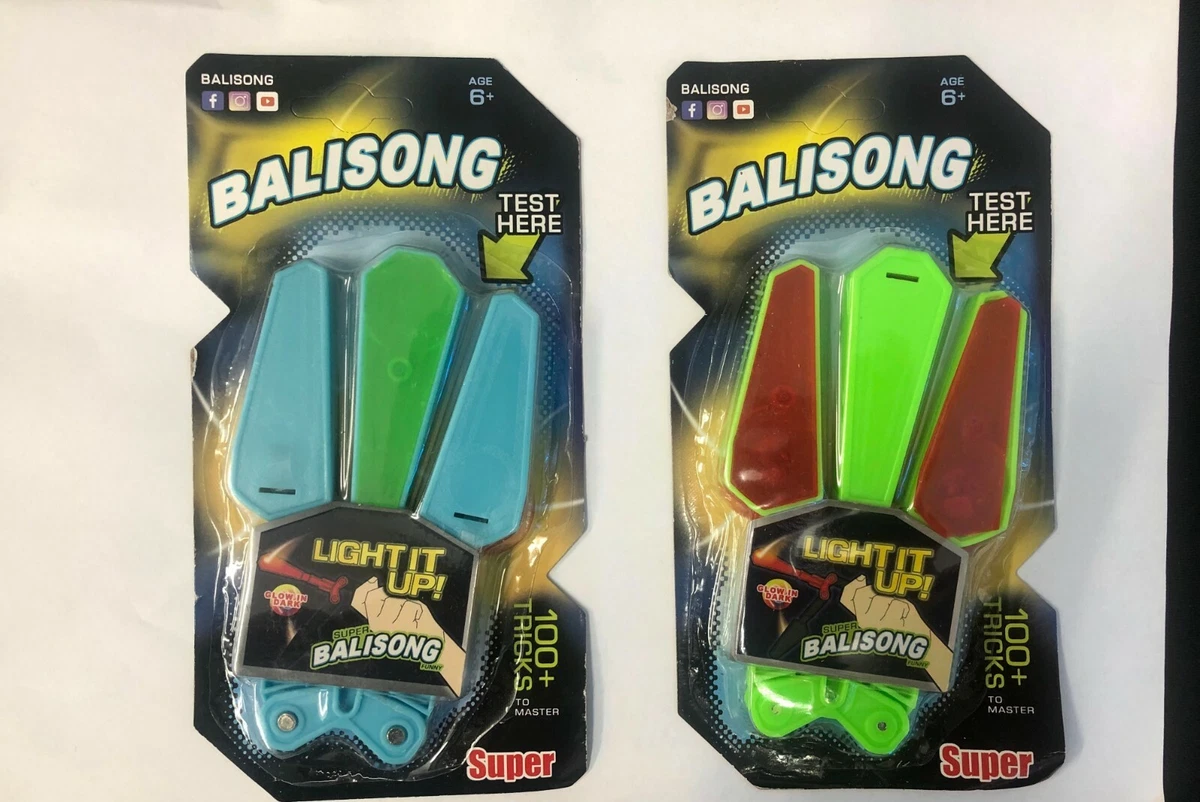 BALISONG
AGE
6+
BALISONG
TEST
HERE
LIGHT IT
UP!
GLOW IN
DARK
SUPER
BALISONG
FUNNY
100+
TRICKS
TO
MASTER
Super
BALISONG
AGE
6+
BALISONG
TEST
HERE
LIGHT IT
UP!
GLOW IN
DARK
SUPER
BALISONG
FUNNY
100+
TRICKS
TO
MASTER
Super